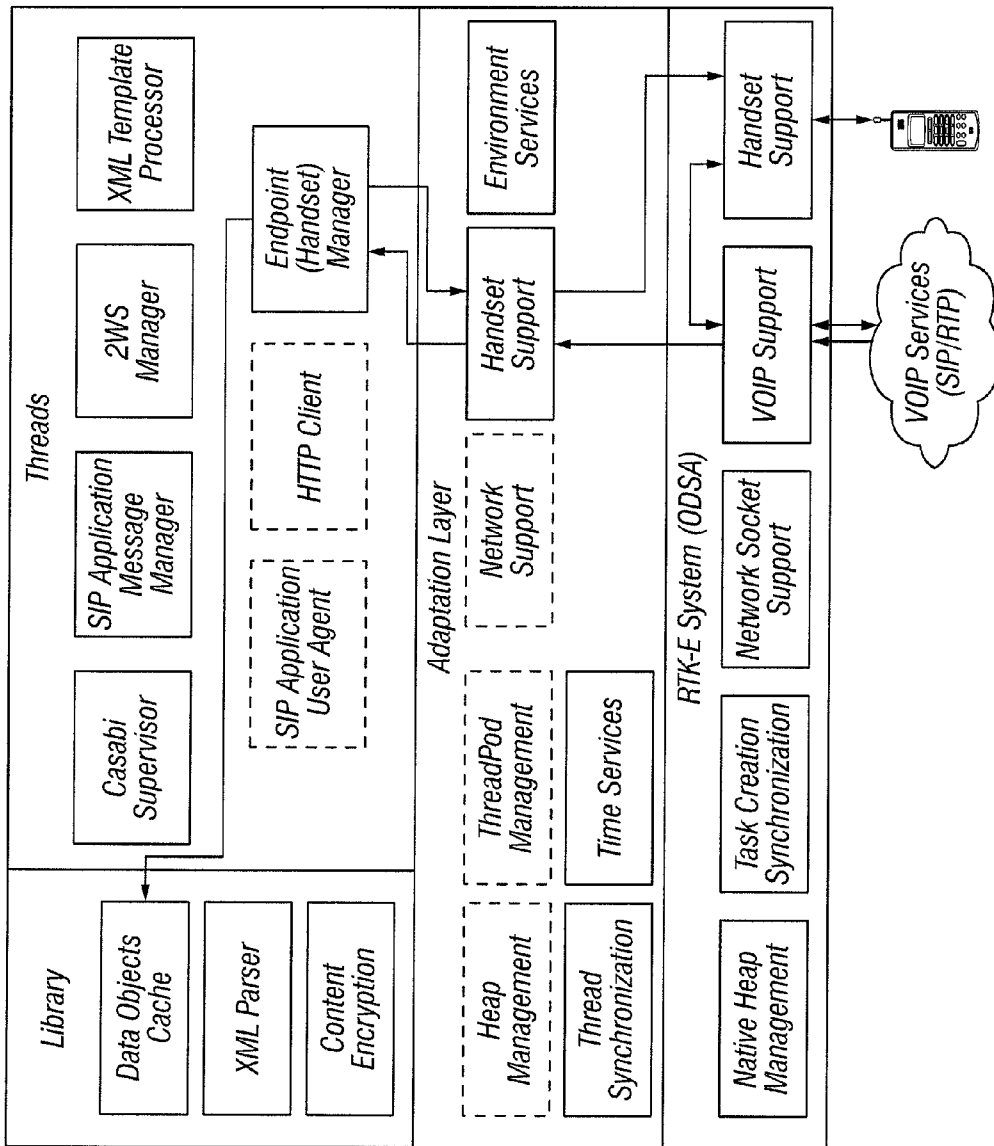 Library
Data Objects
Cache
XML Parser
Content
Encryption
Threads
Casabi
Supervisor
SIP Application
Message
Manager
2WS
Manager
XML Template
Processor
SIP Application
User Agent
HTTP Client
Endpoint
(Handset)
Manager
Adaptation Layer
Heap
Management
ThreadPod
Management
Network
Support
Handset
Support
Environment
Services
Thread
Synchronization
Time Services
RTK-E System (ODSA)
Native Heap
Management
Task Creation
Synchronization
Network Socket
Support
VOIP Support
Handset
Support
VOIP Services
(SIP/RTP)